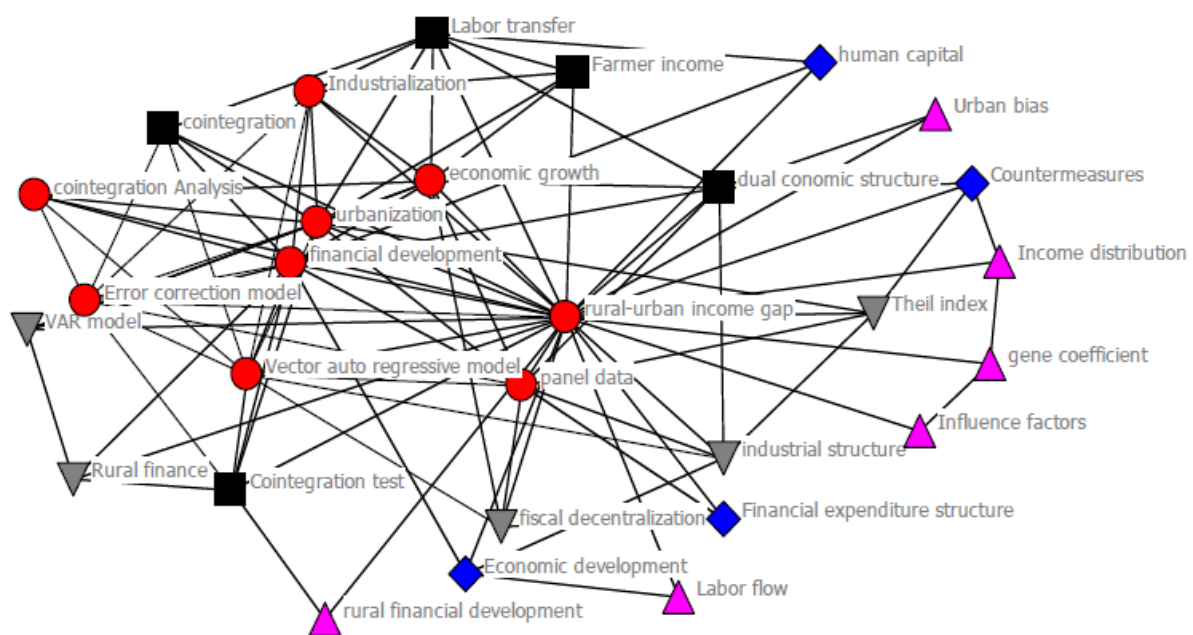 Labor transfer
human capital
Farmer income
Industrialization
Urban bias
cointegration
economic growth
dual conomic structure
Countermeasures
cointegration Analysis
urbanization
financial development
Income distribution
Error correction model
rural-urban income gap
Theil index
VAR model
gene coefficient
Vector auto regressive model
panel data
Influence factors
industrial structure
Rural finance
Cointegration test
Financial expenditure structure
fiscal decentralization
Economic development
Labor flow
rural financial development